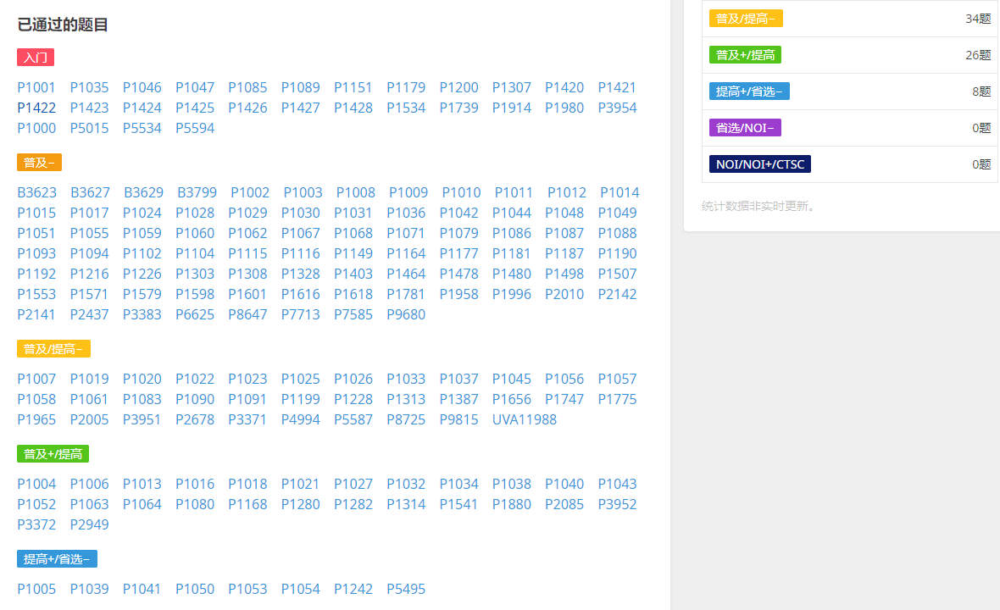 已通过的题目
入门
P1001 P1035 P1046 P1047 P1085 P1089 P1151 P1179 P1200 P1307 P1420 P1421
P1422 P1423 P1424 P1425 P1426 P1427 P1428 P1534 P1739 P1914 P1980 P3954
P1000 P5015 P5534 P5594
普及−
B3623 B3627 B3629 B3799 P1002 P1003 P1008 P1009 P1010 P1011 P1012 P1014
P1015 P1017 P1024 P1028 P1029 P1030 P1031 P1036 P1042 P1044 P1048 P1049
P1051 P1055 P1059 P1060 P1062 P1067 P1068 P1071 P1079 P1086 P1087 P1088
P1093 P1094 P1102 P1104 P1115 P1116 P1149 P1164 P1177 P1181 P1187 P1190
P1192 P1216 P1226 P1303 P1308 P1328 P1403 P1464 P1478 P1480 P1498 P1507
P1553 P1571 P1579 P1598 P1601 P1616 P1618 P1781 P1958 P1996 P2010 P2142
P2141 P2437 P3383 P6625 P8647 P7713 P7585 P9680
普及/提高−
P1007 P1019 P1020 P1022 P1023 P1025 P1026 P1033 P1037 P1045 P1056 P1057
P1058 P1061 P1083 P1090 P1091 P1199 P1228 P1313 P1387 P1656 P1747 P1775
P1965 P2005 P3951 P2678 P3371 P4994 P5587 P8725 P9815 UVA11988
普及+/提高
P1004 P1006 P1013 P1016 P1018 P1021 P1027 P1032 P1034 P1038 P1040 P1043
P1052 P1063 P1064 P1080 P1168 P1280 P1282 P1314 P1541 P1880 P2085 P3952
P3372 P2949
提高+/省选−
P1005 P1039 P1041 P1050 P1053 P1054 P1242 P5495
普及/提高− 34题
普及+/提高 26题
提高+/省选− 8题
省选/NOI− 0题
NOI/NOI+/CTSC 0题
统计数据非实时更新。